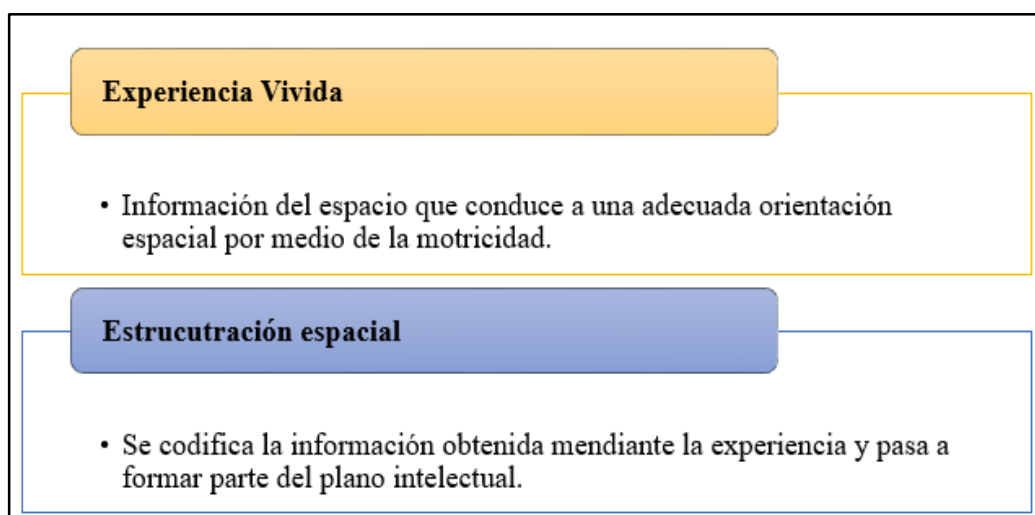 Experiencia Vivida
• Información del espacio que conduce a una adecuada orientación
espacial por medio de la motricidad.
Estrucutración espacial
• Se codifica la información obtenida mendiante la experiencia y pasa a
formar parte del plano intelectual.